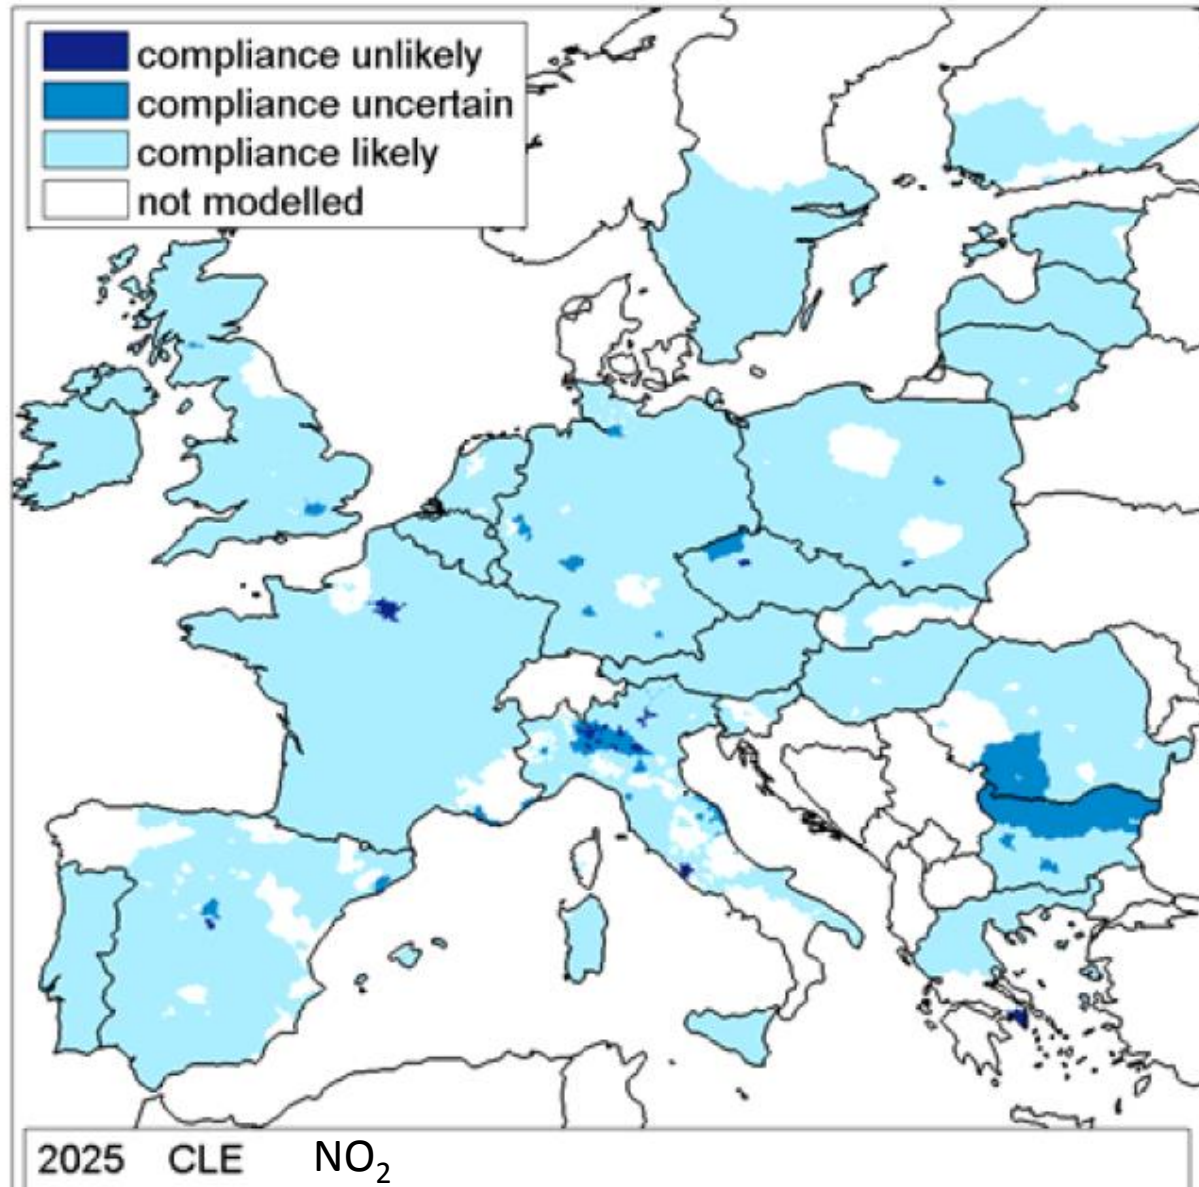 compliance unlikely
compliance uncertain
compliance likely
not modelled
2025 CLE NO₂